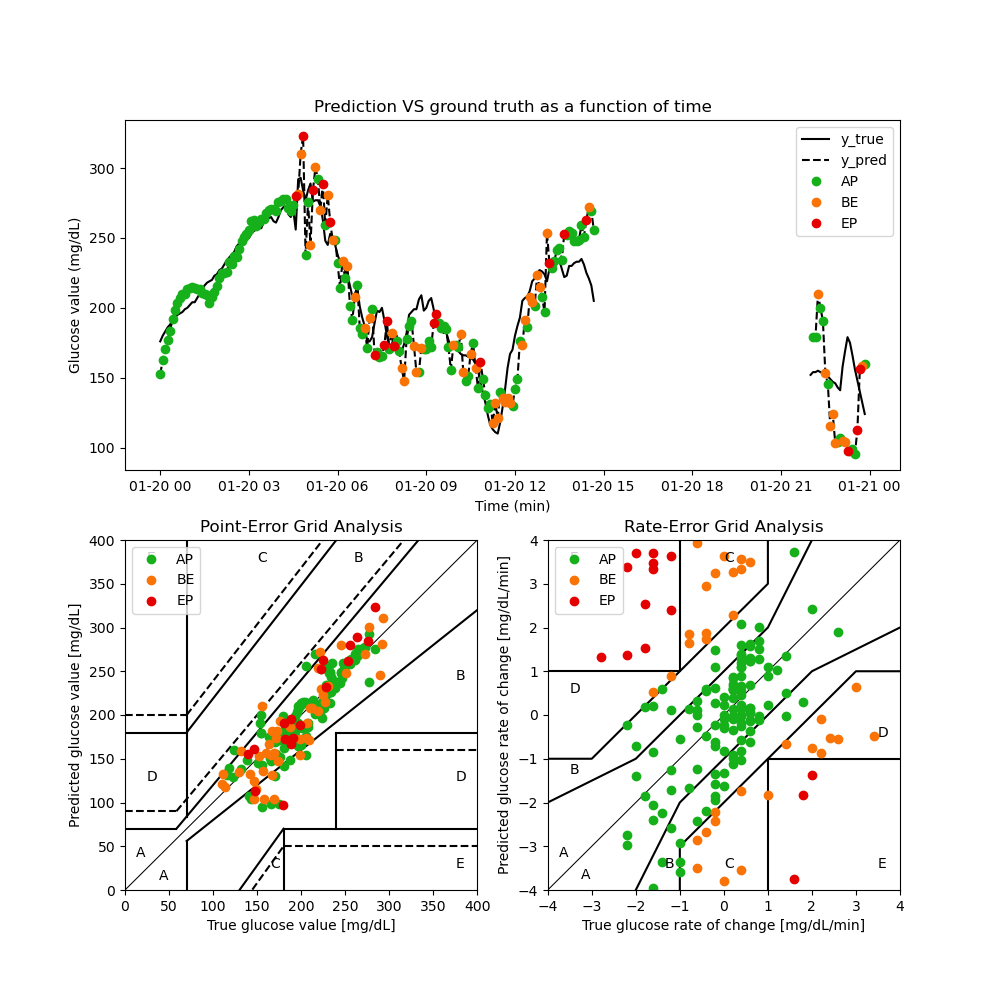 Prediction VS ground truth as a function of time
Glucose value (mg/dL)
300
250
200
150
100
y_true
y_pred
AP
BE
EP
01-20 00 01-20 03 01-20 06 01-20 09 01-20 12 01-20 15 01-20 18 01-20 21 01-21 00
Time (min)
Point-Error Grid Analysis
Predicted glucose value [mg/dL]
400
350
300
250
200
150
100
50
0
AP
BE
EP
C
B
B
D
D
A
A
C
E
0 50 100 150 200 250 300 350 400
True glucose value [mg/dL]
Rate-Error Grid Analysis
Predicted glucose rate of change [mg/dL/min]
4
3
2
1
0
−1
−2
−3
−4
AP
BE
EP
C
D
D
B
A
A
B
C
E
−4 −3 −2 −1 0 1 2 3 4
True glucose rate of change [mg/dL/min]